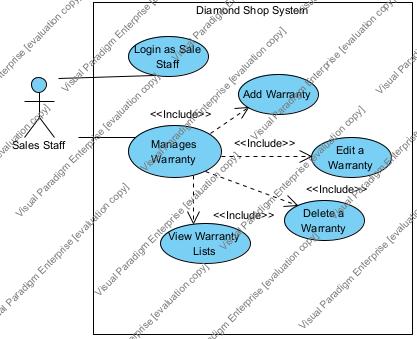 Diamond Shop System
Login as Sale
Staff
Add Warranty
<<Include>>
Sales Staff
Manages
Warranty
Edit a
Warranty
<<Include>>
<<Include>>
Delete a
Warranty
View Warranty
Lists
Visual Paradigm Enterprise [evaluation copy]